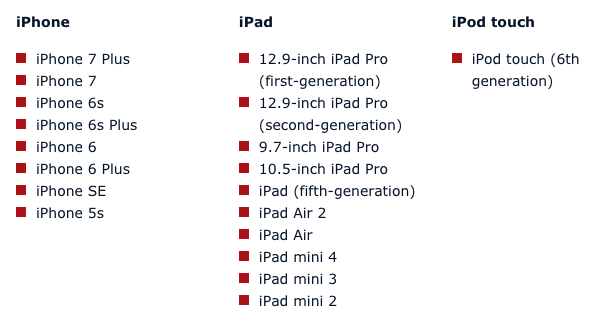 iPhone
iPhone 7 Plus
iPhone 7
iPhone 6s
iPhone 6s Plus
iPhone 6
iPhone 6 Plus
iPhone SE
iPhone 5s
iPad
12.9-inch iPad Pro
(first-generation)
12.9-inch iPad Pro
(second-generation)
9.7-inch iPad Pro
10.5-inch iPad Pro
iPad (fifth-generation)
iPad Air 2
iPad Air
iPad mini 4
iPad mini 3
iPad mini 2
iPod touch
iPod touch (6th
generation)